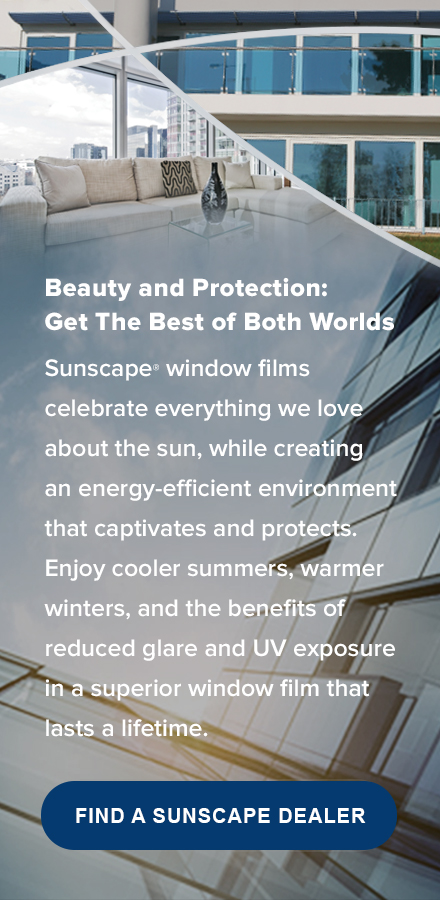 Beauty and Protection:
Get The Best of Both Worlds
Sunscape® window films
celebrate everything we love
about the sun, while creating
an energy-efficient environment
that captivates and protects.
Enjoy cooler summers, warmer
winters, and the benefits of
reduced glare and UV exposure
in a superior window film that
lasts a lifetime.
FIND A SUNSCAPE DEALER